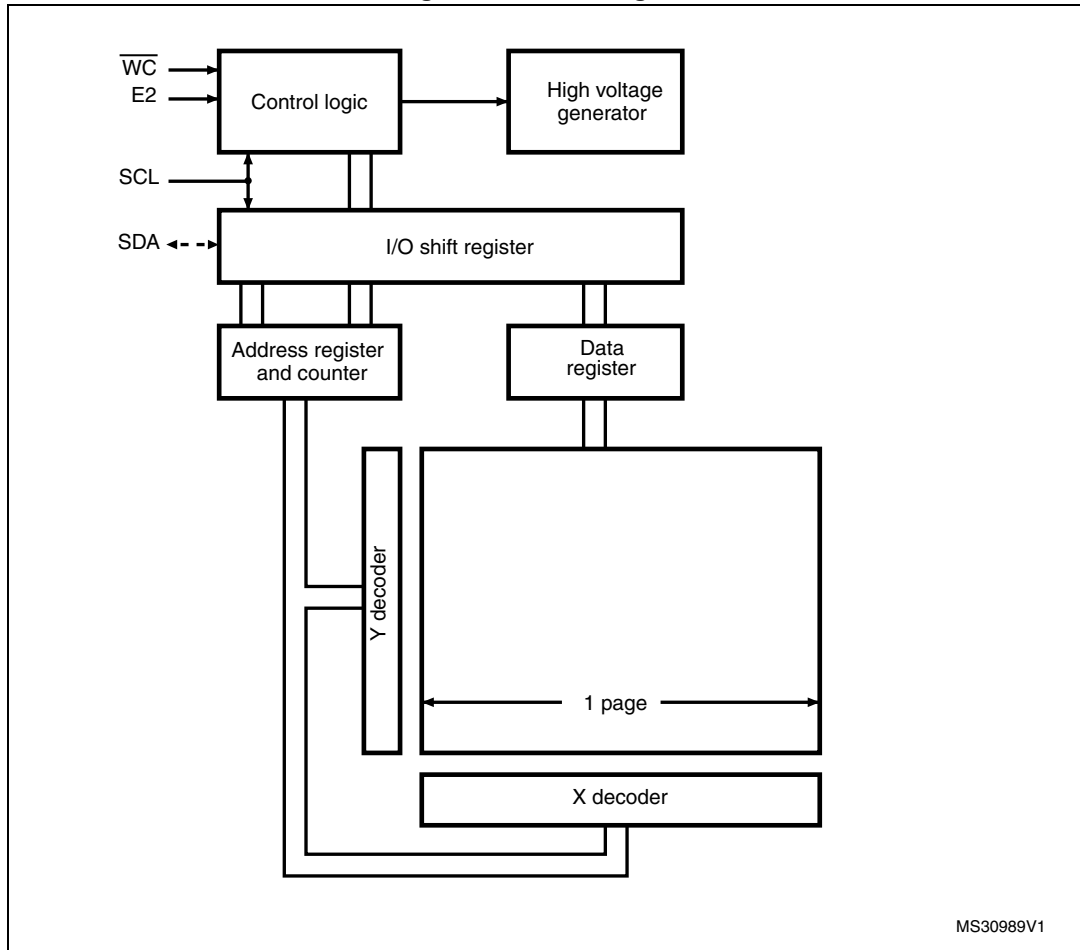 WC
E2
Control logic
High voltage
generator
SCL
SDA
I/O shift register
Address register
and counter
Data
register
Y decoder
1 page
X decoder
MS30989V1